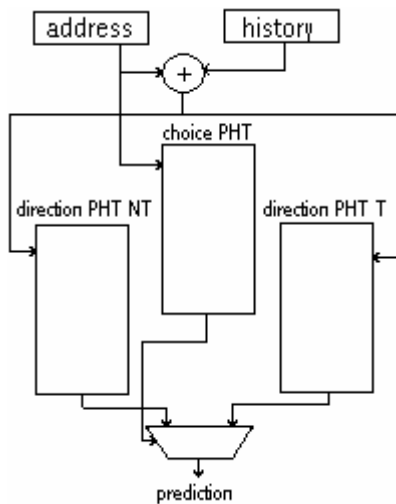 address
history
+
choice PHT
direction PHT NT
direction PHT T
prediction